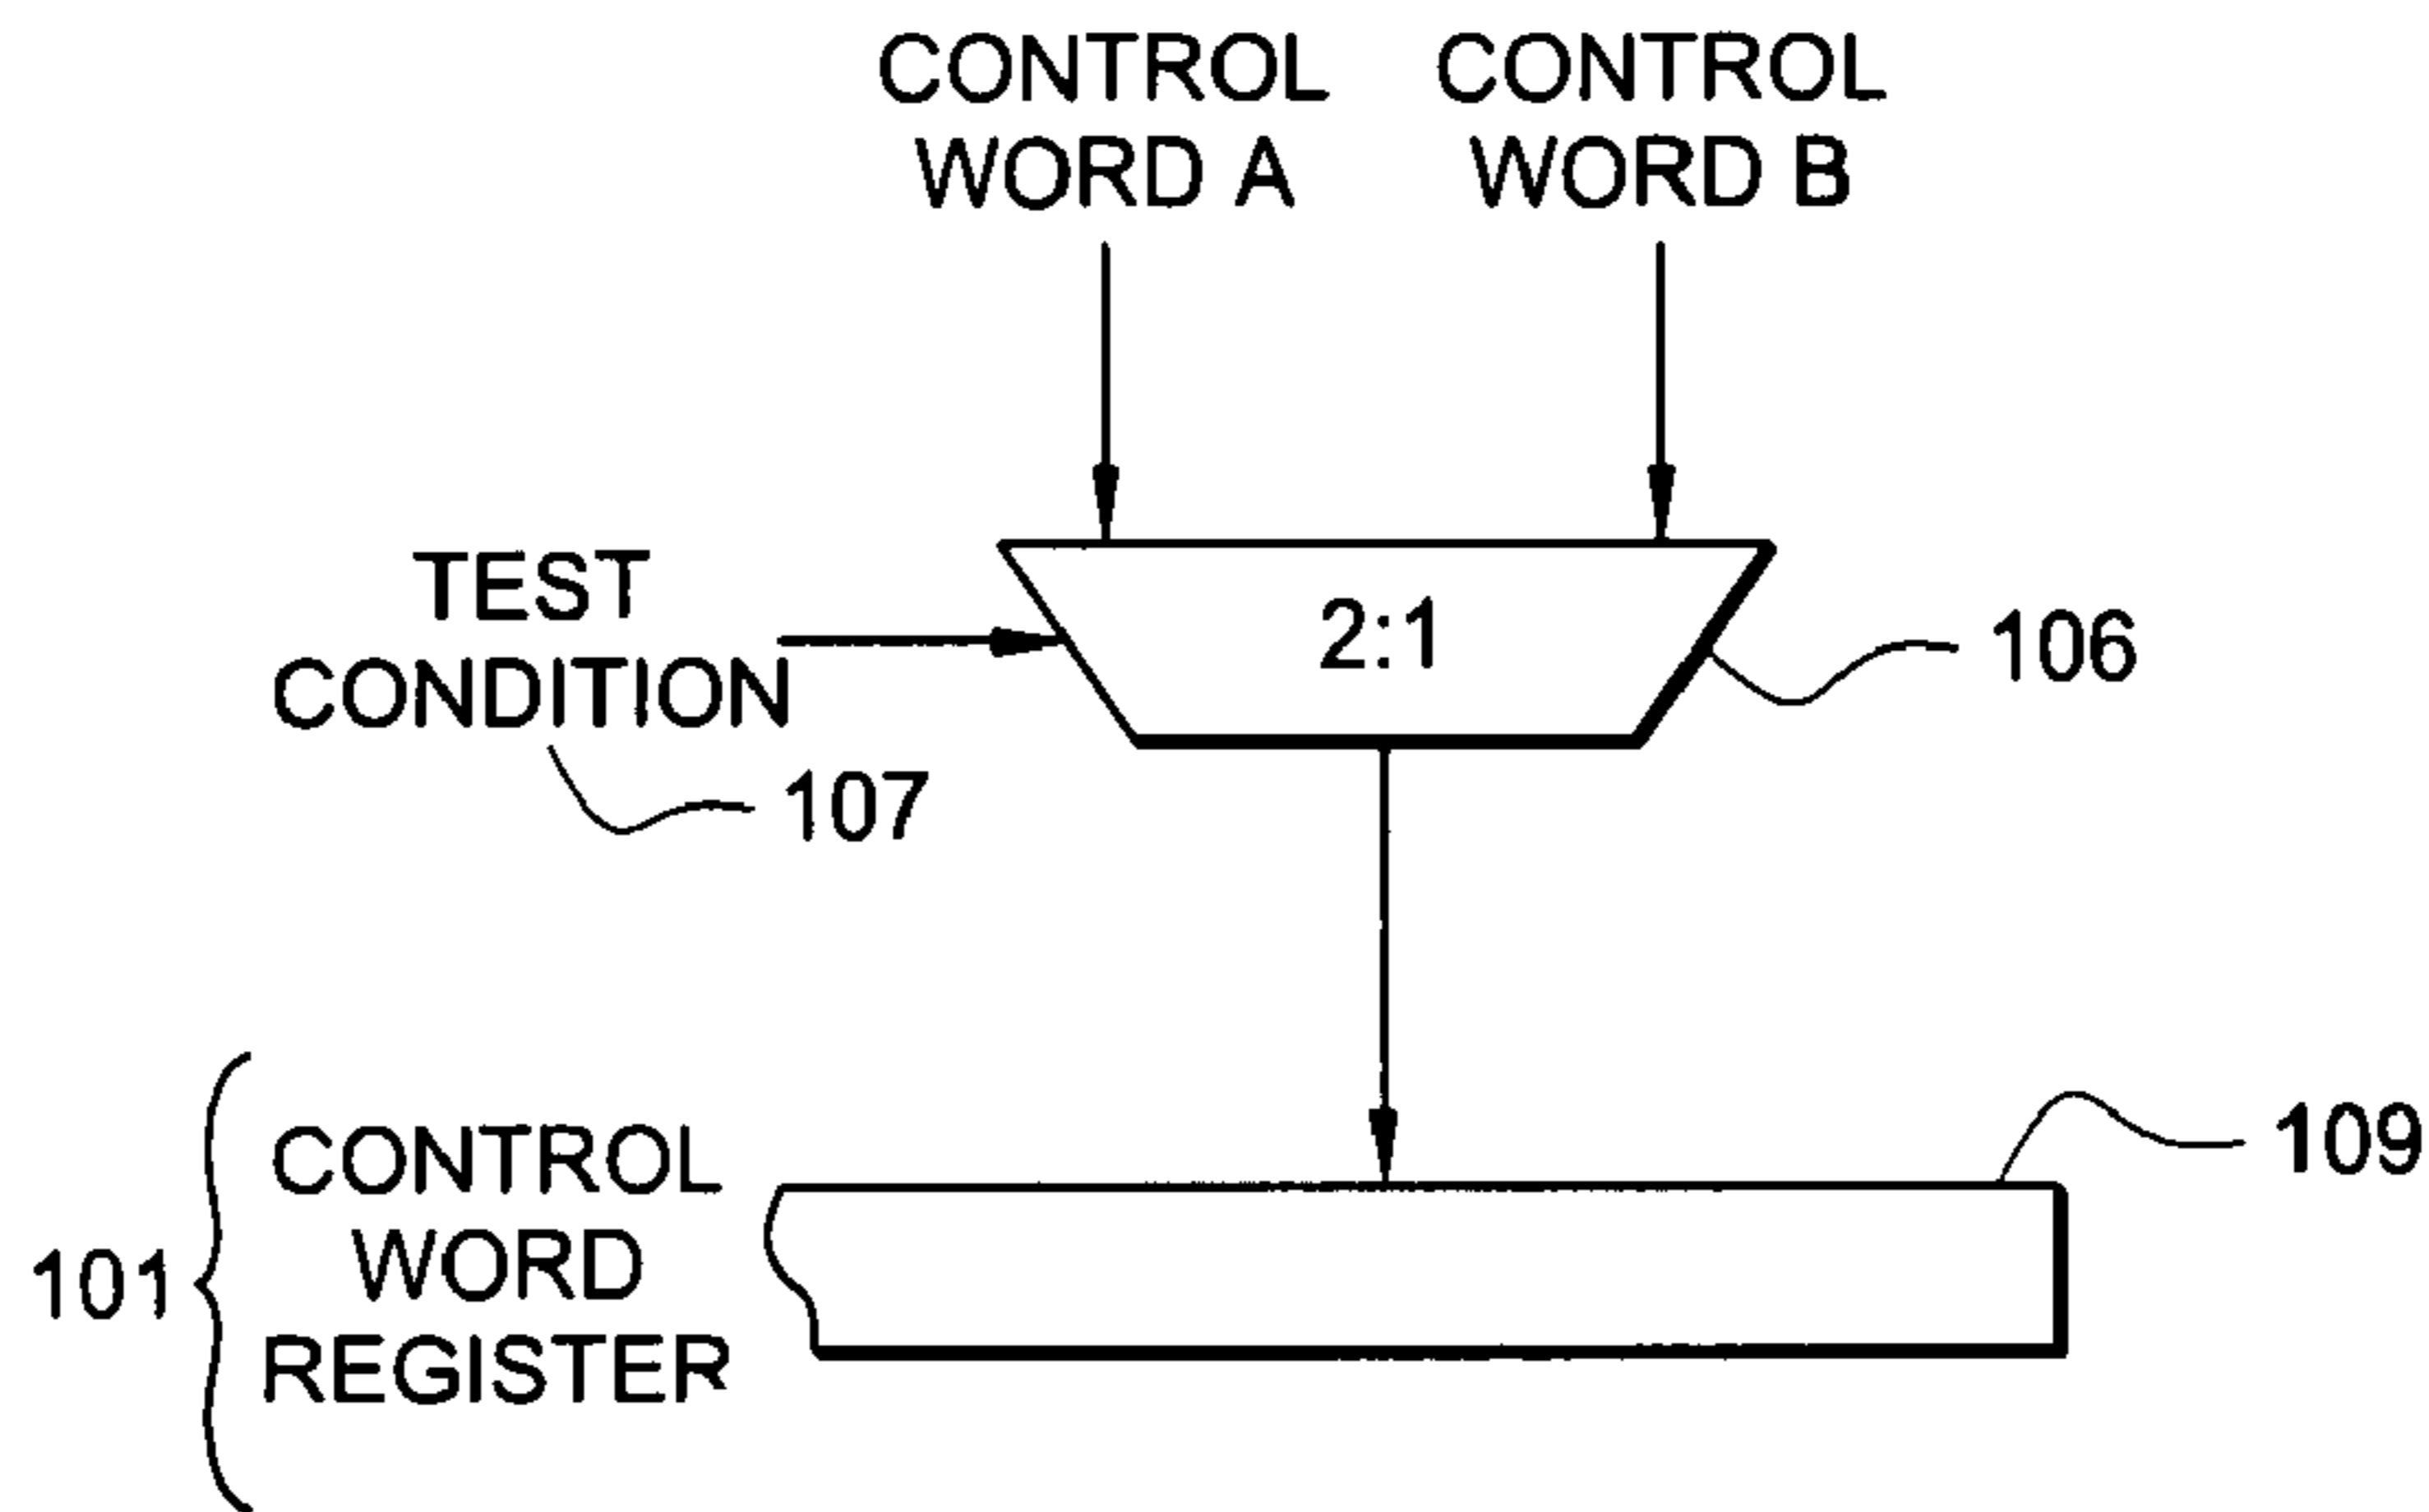 CONTROL
WORD A
CONTROL
WORD B
TEST
CONDITION
2:1
106
107
109
101
CONTROL
WORD
REGISTER